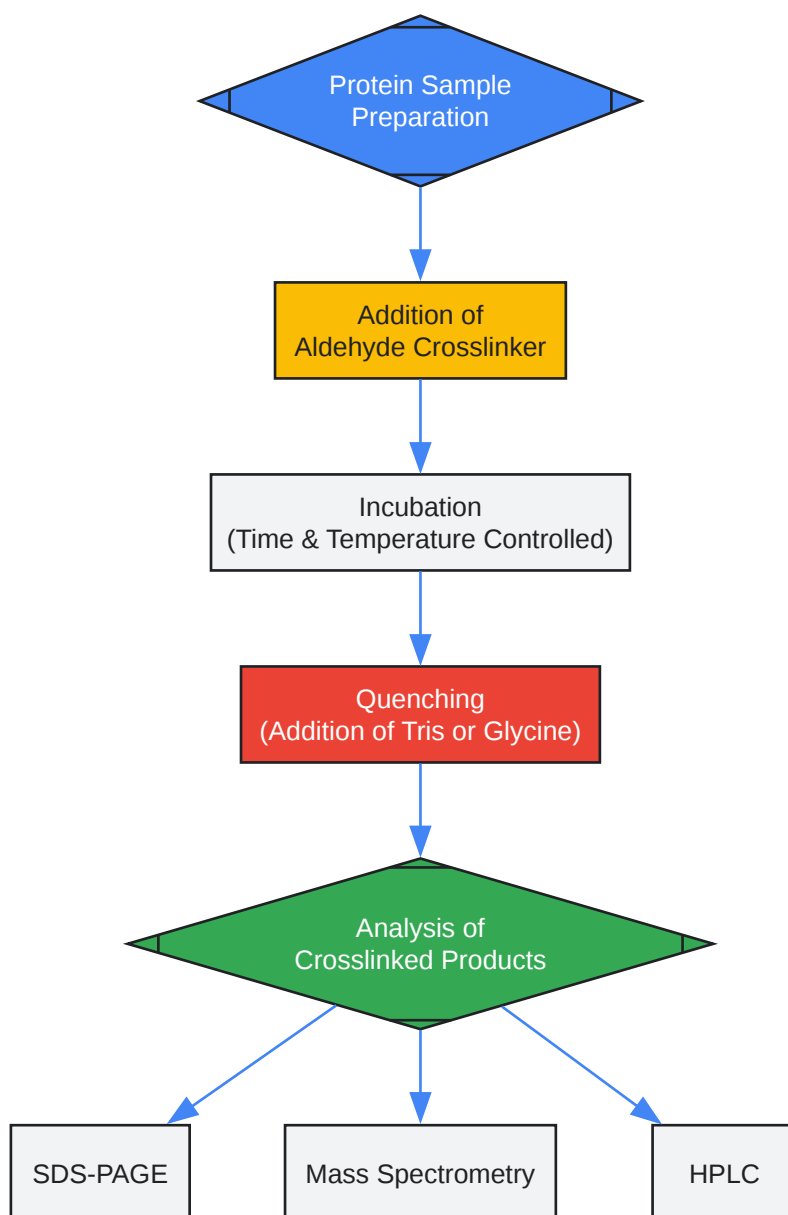 Protein Sample
Preparation
Addition of
Aldehyde Crosslinker
Incubation
(Time & Temperature Controlled)
Quenching
(Addition of Tris or Glycine)
Analysis of
Crosslinked Products
SDS-PAGE
Mass Spectrometry
HPLC